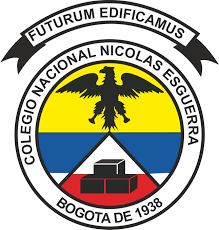 FUTURUM EDIFICAMUS
COLEGIO NACIONAL NICOLAS ESGUERRA
BOGOTA DE 1938